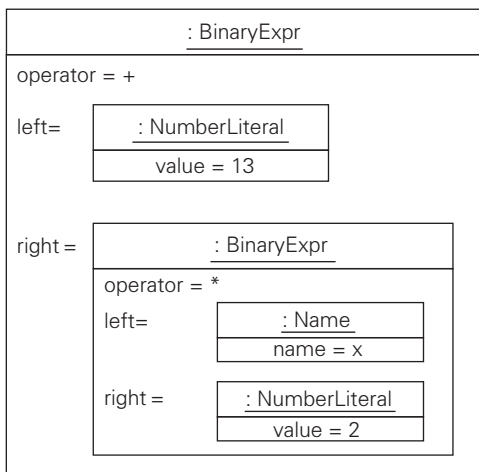 : BinaryExpr
operator = +
left=
: NumberLiteral
value = 13
right =
: BinaryExpr
operator = *
left=
: Name
name = x
right =
: NumberLiteral
value = 2